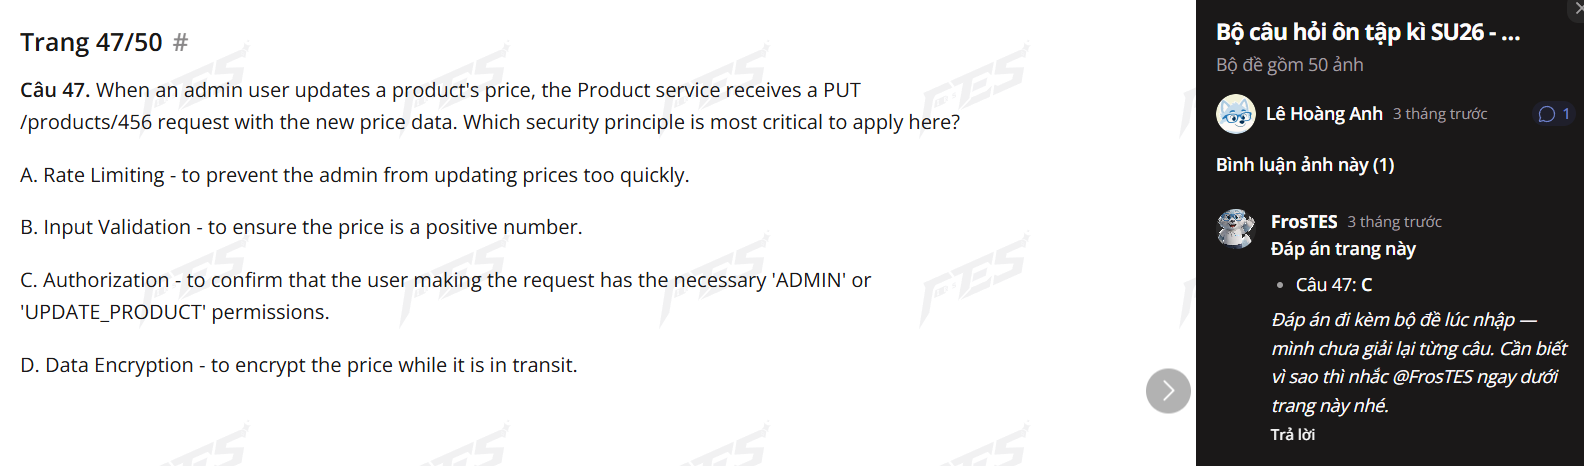 Trang 47/50 #
Câu 47. When an admin user updates a product's price, the Product service receives a PUT
/products/456 request with the new price data. Which security principle is most critical to apply here?
A. Rate Limiting - to prevent the admin from updating prices too quickly.
B. Input Validation - to ensure the price is a positive number.
C. Authorization - to confirm that the user making the request has the necessary 'ADMIN' or
'UPDATE_PRODUCT' permissions.
D. Data Encryption - to encrypt the price while it is in transit.
Bộ câu hỏi ôn tập kì SU26 - ...
Bộ đề gồm 50 ảnh
Lê Hoàng Anh 3 tháng trước 1
Bình luận ảnh này (1)
FrosTES 3 tháng trước
Đáp án trang này
• Câu 47: C
Đáp án đi kèm bộ đề lúc nhập —
mình chưa giải lại từng câu. Cần biết
vì sao thì nhắc @FrosTES ngay dưới
trang này nhé.
Trả lời